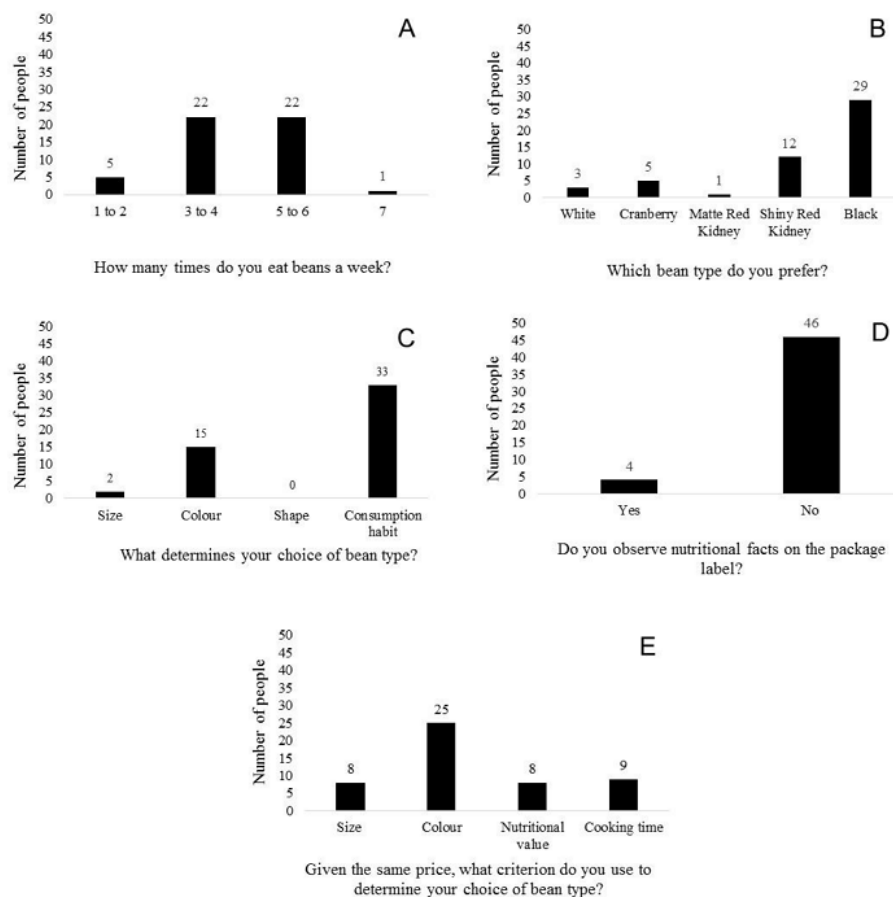 A
Number of people
50
45
40
35
30
25
20
15
10
5
0
5
22
22
1
1 to 2
3 to 4
5 to 6
7
How many times do you eat beans a week?
B
Number of people
50
45
40
35
30
25
20
15
10
5
0
3
5
1
12
29
White
Cranberry
Matte Red
Kidney
Shiny Red
Kidney
Black
Which bean type do you prefer?
C
Number of people
50
45
40
35
30
25
20
15
10
5
0
2
15
0
33
Size
Colour
Shape
Consumption
habit
What determines your choice of bean type?
D
Number of people
50
45
40
35
30
25
20
15
10
5
0
4
46
Yes
No
Do you observe nutritional facts on the package
label?
E
Number of people
50
45
40
35
30
25
20
15
10
5
0
8
25
8
9
Size
Colour
Nutritional
value
Cooking time
Given the same price, what criterion do you use to
determine your choice of bean type?